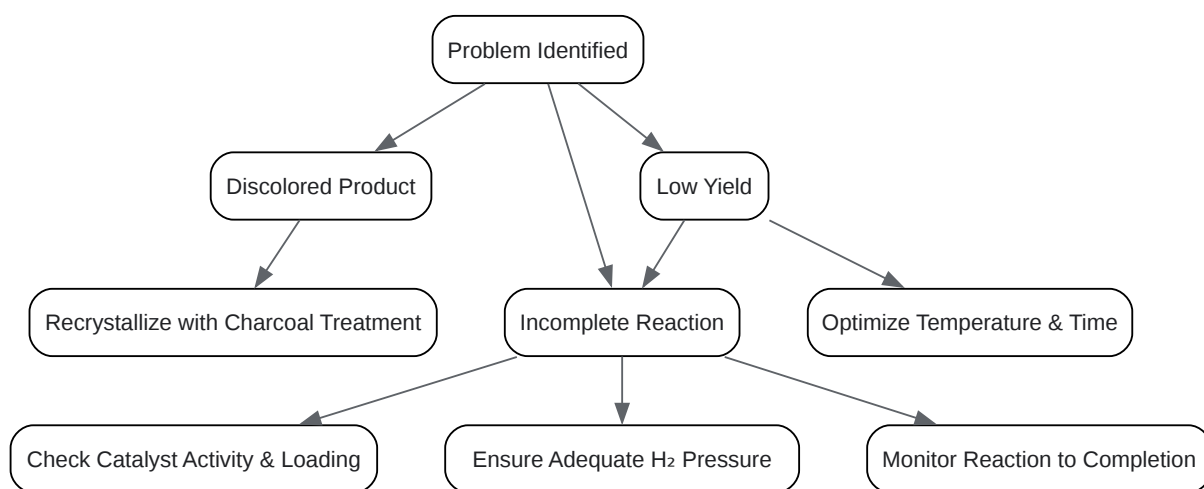 Problem Identified
Discolored Product
Low Yield
Recrystallize with Charcoal Treatment
Incomplete Reaction
Optimize Temperature & Time
Check Catalyst Activity & Loading
Ensure Adequate H₂ Pressure
Monitor Reaction to Completion